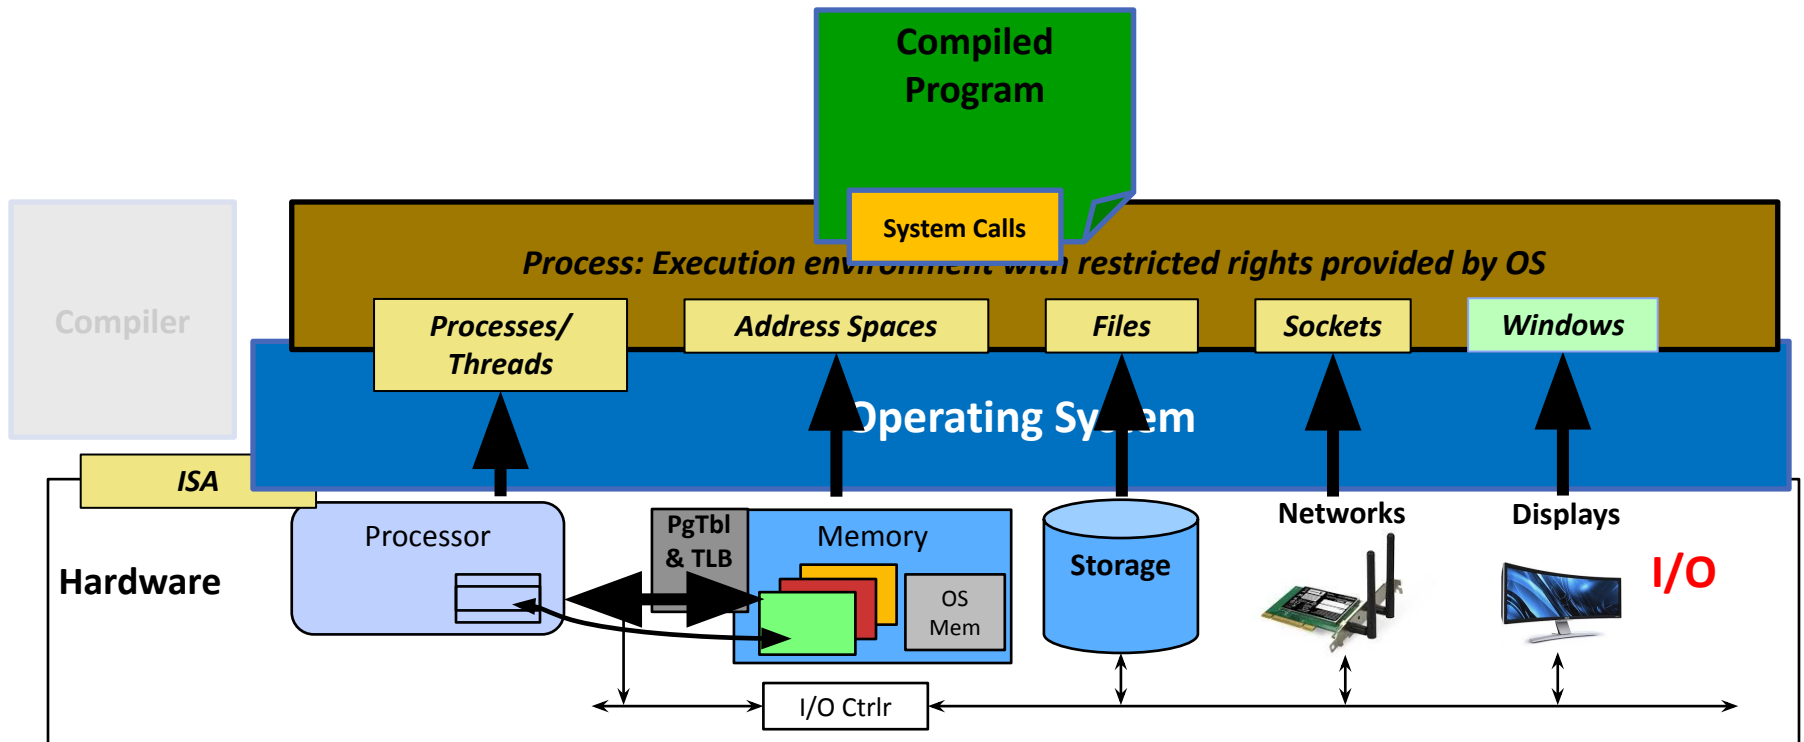 Compiled
Program
System Calls
Process: Execution environment with restricted rights provided by OS
Compiler
Processes/
Threads
Address Spaces
Files
Sockets
Windows
Operating System
ISA
Networks
Displays
Processor
PgTbl
& TLB
Memory
Hardware
Storage
I/O
OS
Mem
I/O Ctrlr